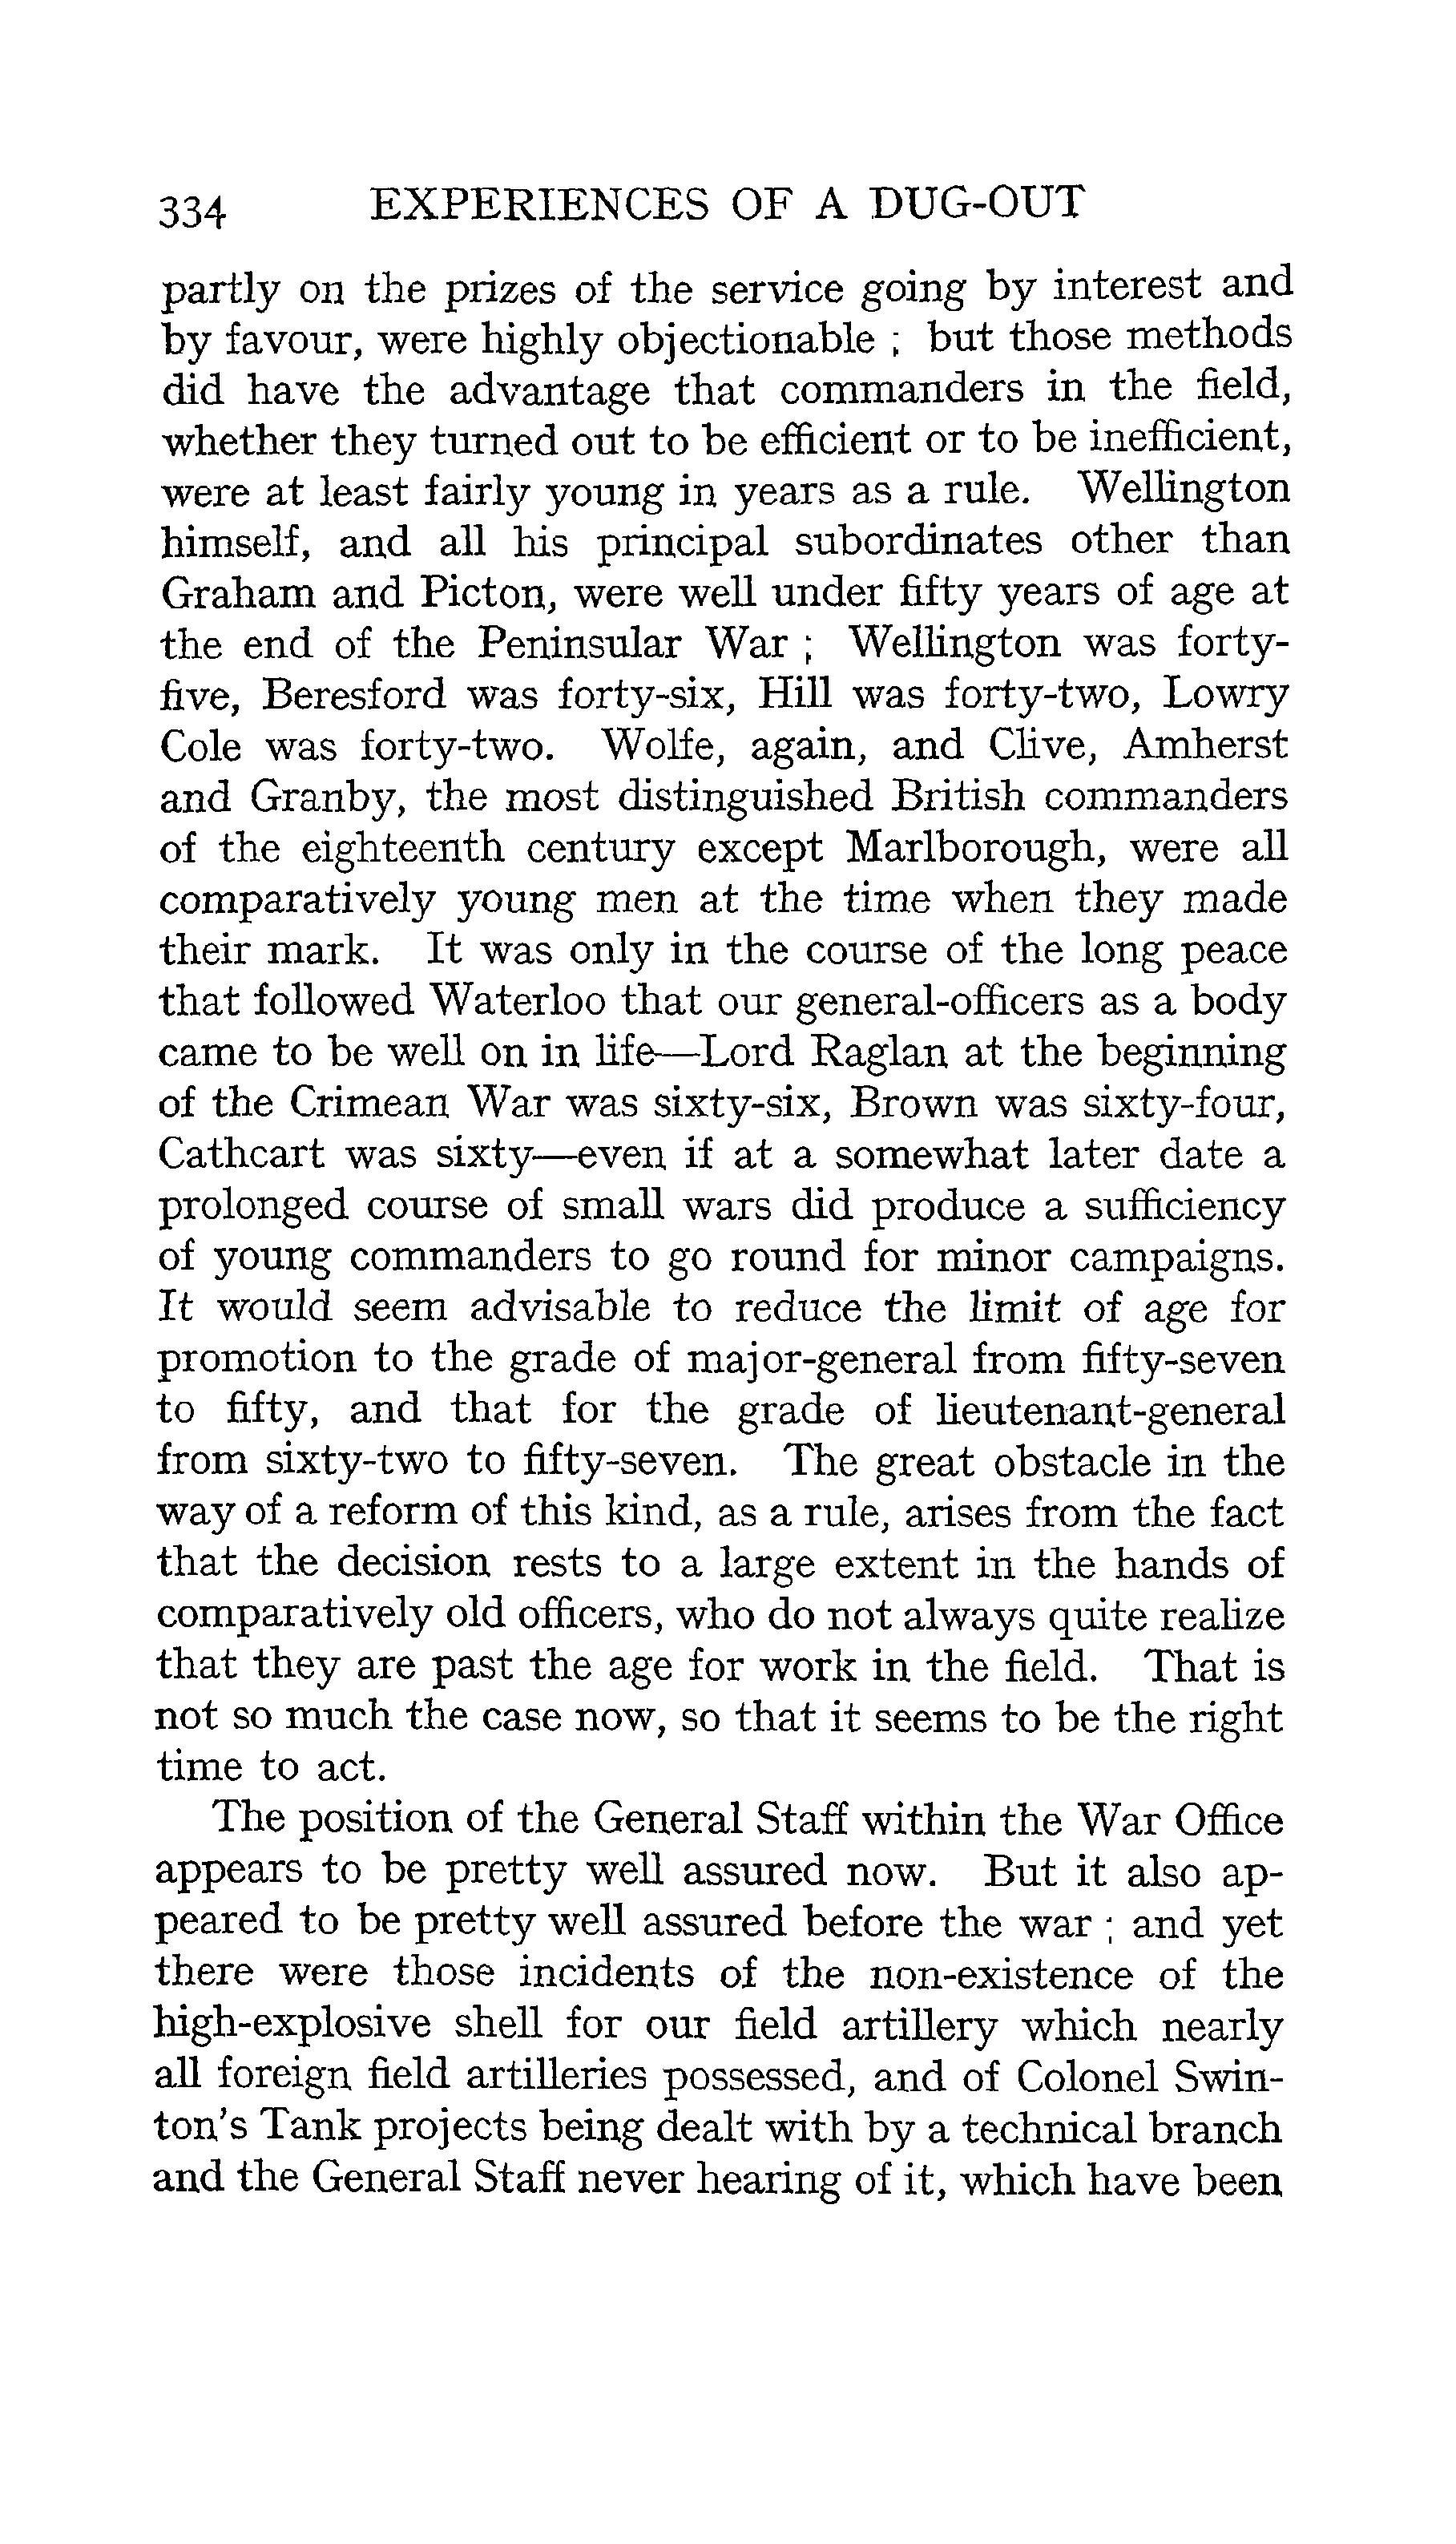 334 EXPERIENCES OF A DUG-OUT
partly on the prizes of the service going by interest and
by favour, were highly objectionable ; but those methods
did have the advantage that commanders in the field,
whether they turned out to be efficient or to be inefficient,
were at least fairly young in years as a rule. Wellington
himself, and all his principal subordinates other than
Graham and Picton, were well under fifty years of age at
the end of the Peninsular War ; Wellington was forty-
five, Beresford was forty-six, Hill was forty-two, Lowry
Cole was forty-two. Wolfe, again, and Clive, Amherst
and Granby, the most distinguished British commanders
of the eighteenth century except Marlborough, were all
comparatively young men at the time when they made
their mark. It was only in the course of the long peace
that followed Waterloo that our general-officers as a body
came to be well on in life—Lord Raglan at the beginning
of the Crimean War was sixty-six, Brown was sixty-four,
Cathcart was sixty—even if at a somewhat later date a
prolonged course of small wars did produce a sufficiency
of young commanders to go round for minor campaigns.
It would seem advisable to reduce the limit of age for
promotion to the grade of major-general from fifty-seven
to fifty, and that for the grade of lieutenant-general
from sixty-two to fifty-seven. The great obstacle in the
way of a reform of this kind, as a rule, arises from the fact
that the decision rests to a large extent in the hands of
comparatively old officers, who do not always quite realize
that they are past the age for work in the field. That is
not so much the case now, so that it seems to be the right
time to act.
The position of the General Staff within the War Office
appears to be pretty well assured now. But it also ap-
peared to be pretty well assured before the war ; and yet
there were those incidents of the non-existence of the
high-explosive shell for our field artillery which nearly
all foreign field artilleries possessed, and of Colonel Swin-
ton's Tank projects being dealt with by a technical branch
and the General Staff never hearing of it, which have been